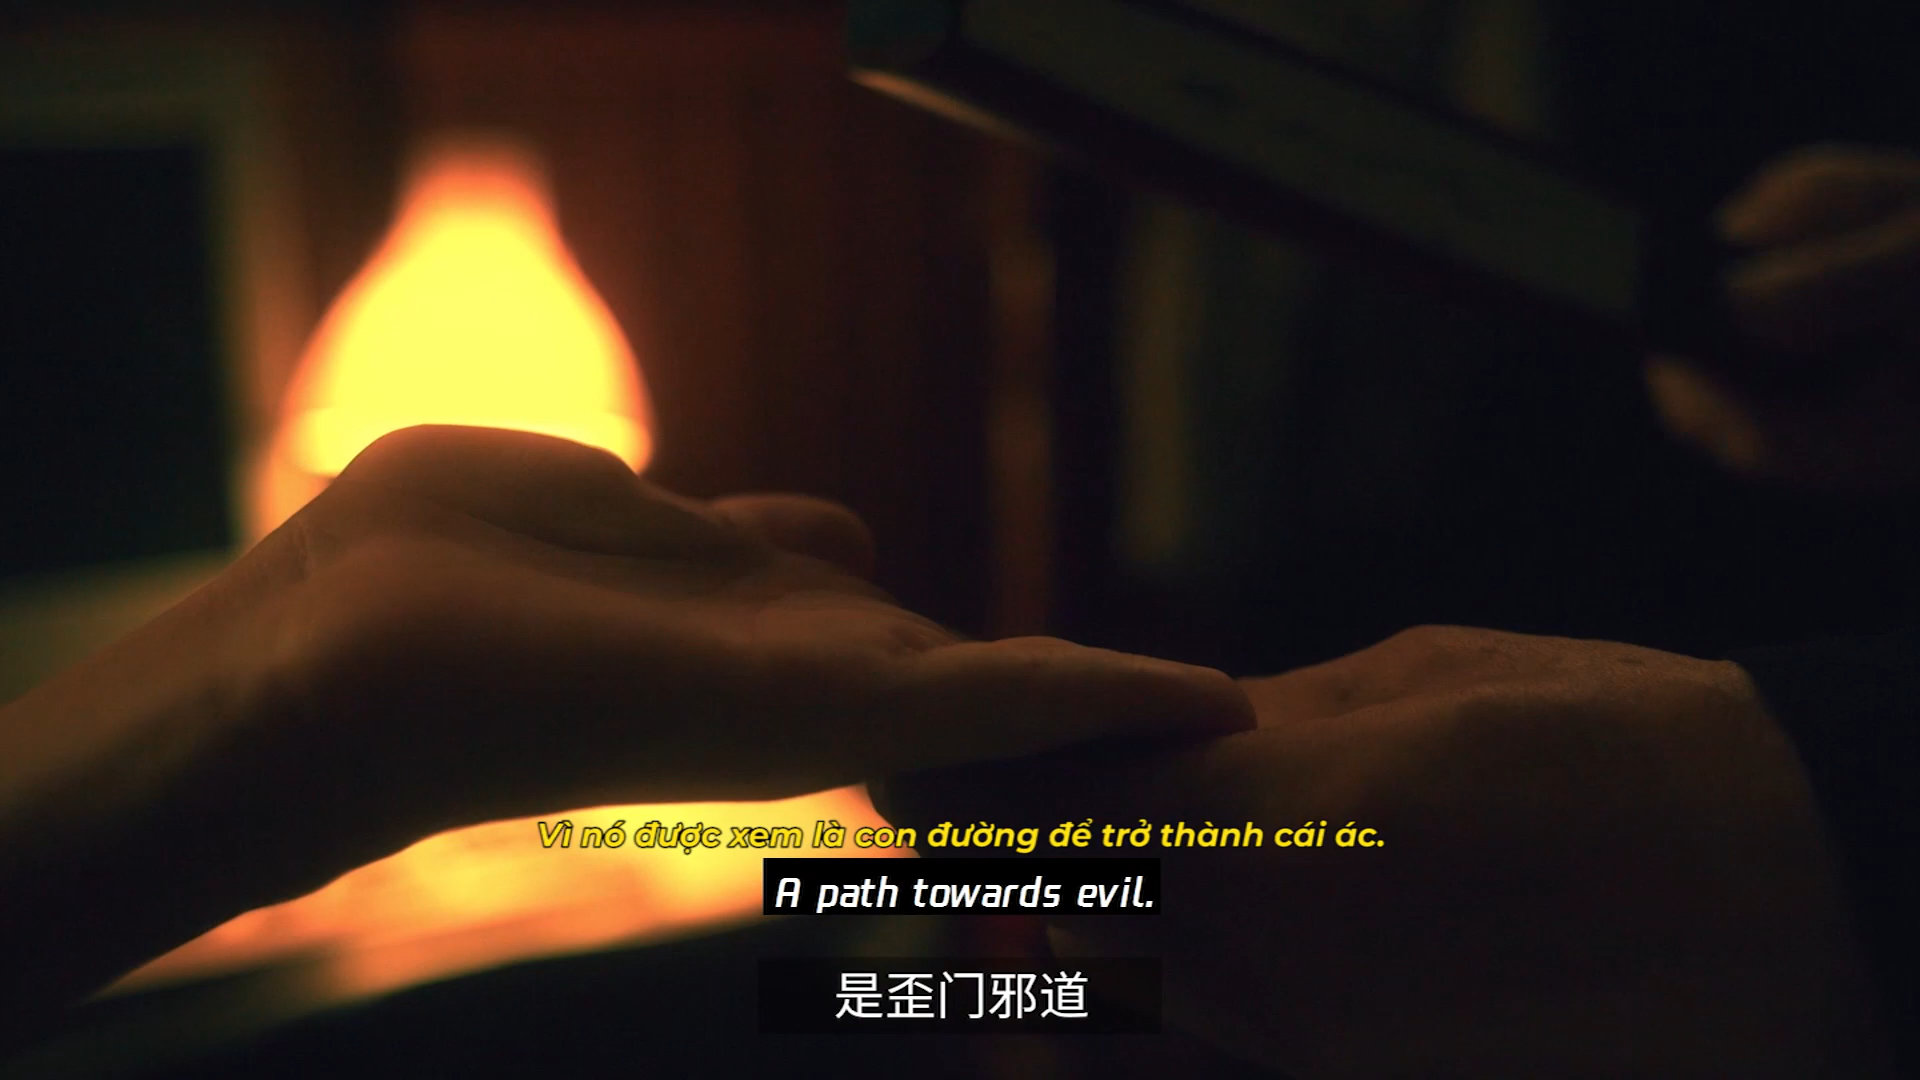 Vì nó được xem là con đường để trở thành cái ác.
A path towards evil.
是歪门邪道